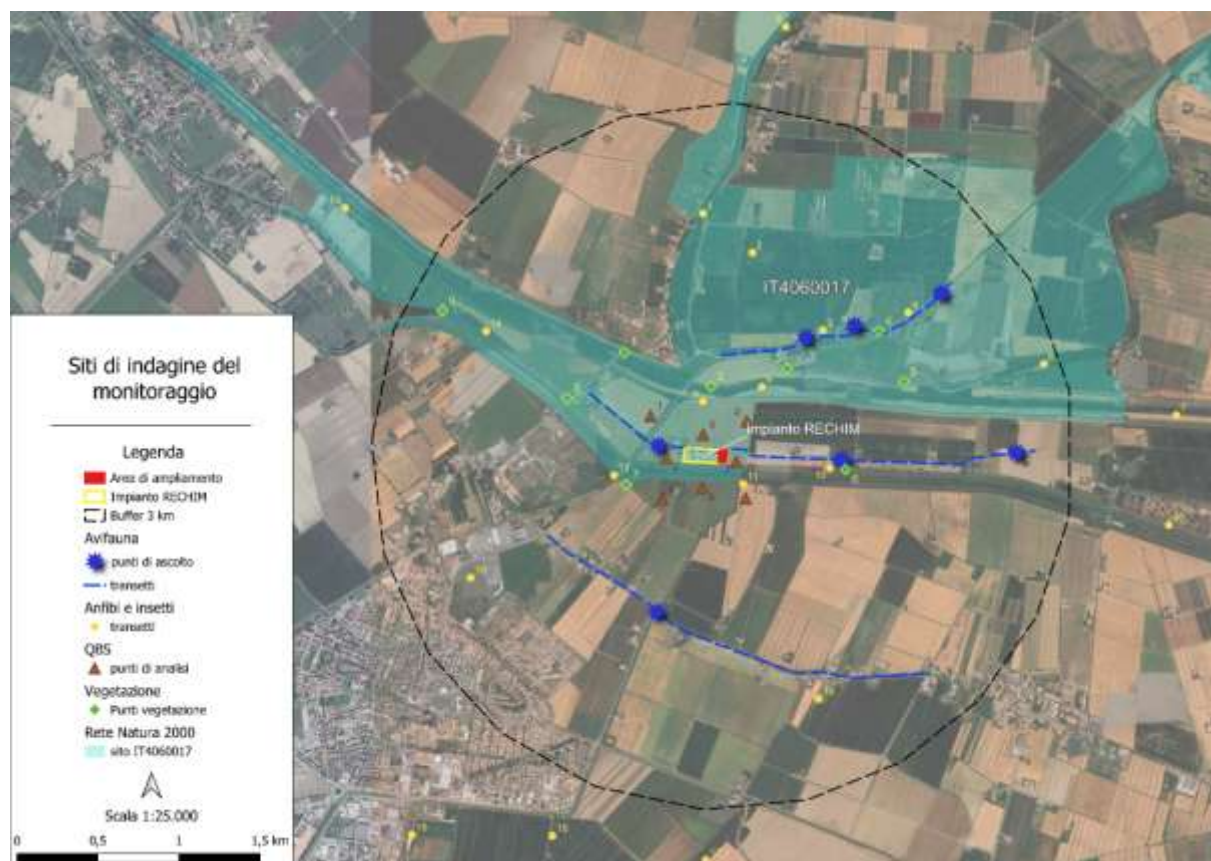 IT4060017
Impianto RECHIM
Siti di indagine del
monitoraggio
Legenda
Area di ampliamento
Impianto RECHIM
Buffer 3 km
Avifauna
punti di ascolto
transetti
Anfibi e insetti
transetti
QBS
punti di analisi
Vegetazione
Punti vegetazione
Rete Natura 2000
sito IT4060017
Scala 1:25.000
0 0,5 1 1,5 km